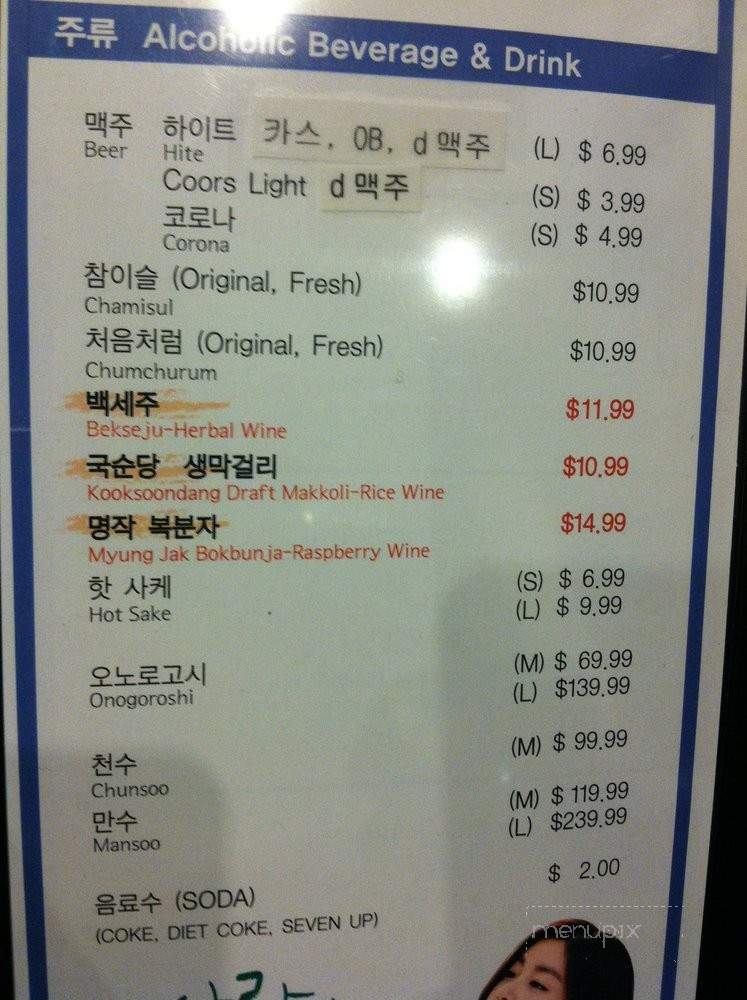 주류 Alcoholic Beverage & Drink
맥주 하이트 카스, OB, d 맥주 (L) $ 6.99
Beer Hite
Coors Light d 맥주 (S) $ 3.99
코로나 (S) $ 4.99
Corona
참이슬 (Original, Fresh) $10.99
Chamisul
처음처럼 (Original, Fresh) $10.99
Chumchurum
백세주 $11.99
Bekseju-Herbal Wine
국순당 생막걸리 $10.99
Kooksoondang Draft Makkoli-Rice Wine
명작 복분자 $14.99
Myung Jak Bokbunja-Raspberry Wine
핫 사케 (S) $ 6.99
Hot Sake (L) $ 9.99
오노로고시 (M) $ 69.99
Onogoroshi (L) $139.99
천수 (M) $ 99.99
Chunsoo
만수 (M) $ 119.99
Mansoo (L) $239.99
음료수 (SODA) $ 2.00
(COKE, DIET COKE, SEVEN UP)
menupix